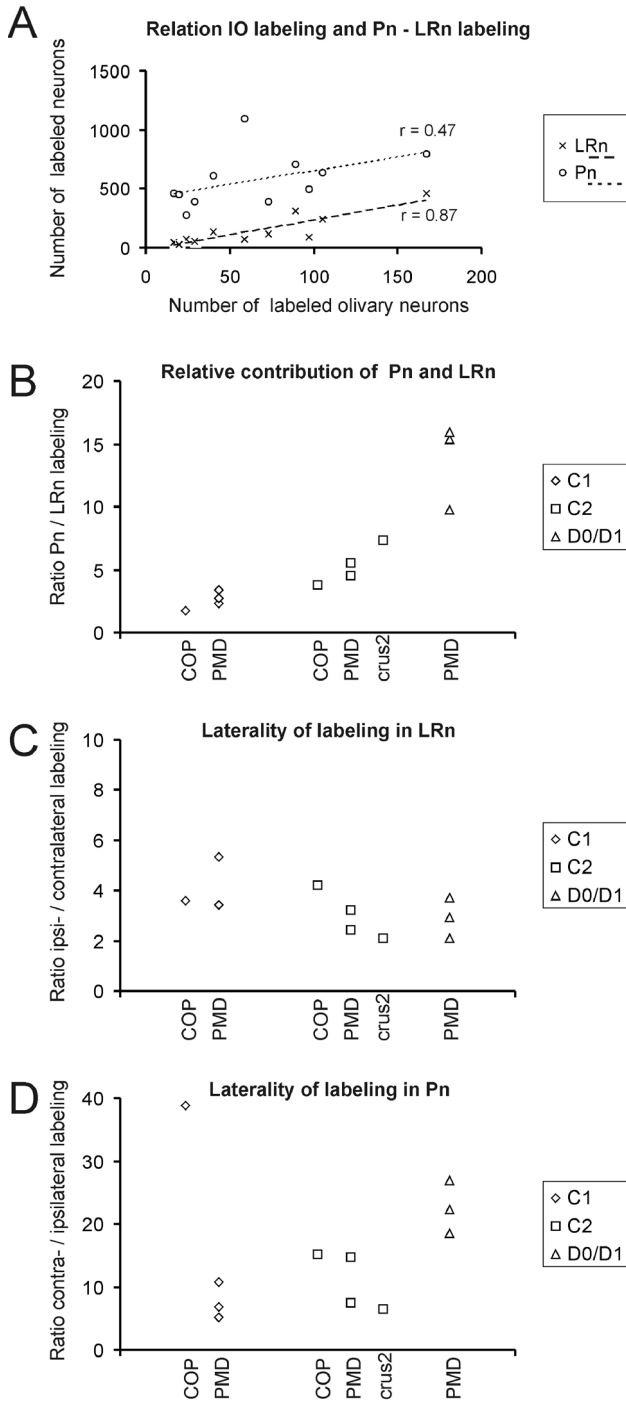 A
Relation IO labeling and Pn - LRn labeling
Number of labeled neurons
1500
1000
500
0
r = 0.47
r = 0.87
0 50 100 150 200
Number of labeled olivary neurons
LRn
Pn
B
Relative contribution of Pn and LRn
Ratio Pn / LRn labeling
20
15
10
5
0
COP PMD COP PMD crus2 PMD
C1
C2
D0/D1
C
Laterality of labeling in LRn
Ratio ipsi- / contralateral labeling
10
8
6
4
2
0
COP PMD COP PMD crus2 PMD
C1
C2
D0/D1
D
Laterality of labeling in Pn
Ratio contra- / ipsilateral labeling
40
30
20
10
0
COP PMD COP PMD crus2 PMD
C1
C2
D0/D1